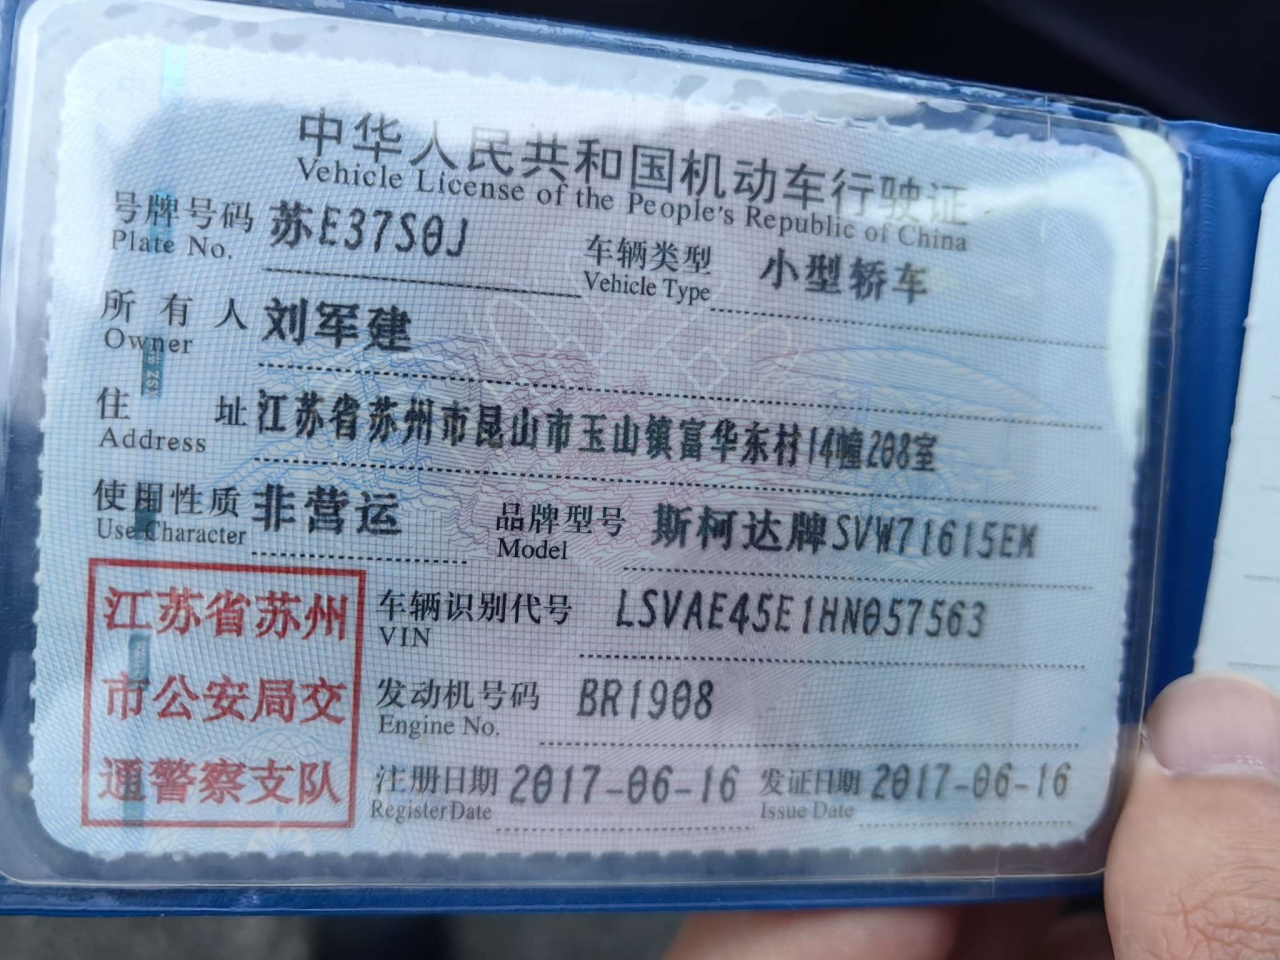 中华人民共和国机动车行驶证
Vehicle License of the People's Republic of China
号牌号码 苏E37S0J 车辆类型 小型轿车
Plate No. Vehicle Type
所有人 刘军建
Owner
住址 江苏省苏州市昆山市玉山镇富华东村14幢208室
Address
使用性质 非营运 品牌型号 斯柯达牌SVW71615EM
Use Character Model
江苏省苏州
市公安局交
通警察支队
车辆识别代号 LSVAE45E1HN057563
VIN
发动机号码 BR1908
Engine No.
注册日期 2017-06-16 发证日期 2017-06-16
Register Date Issue Date